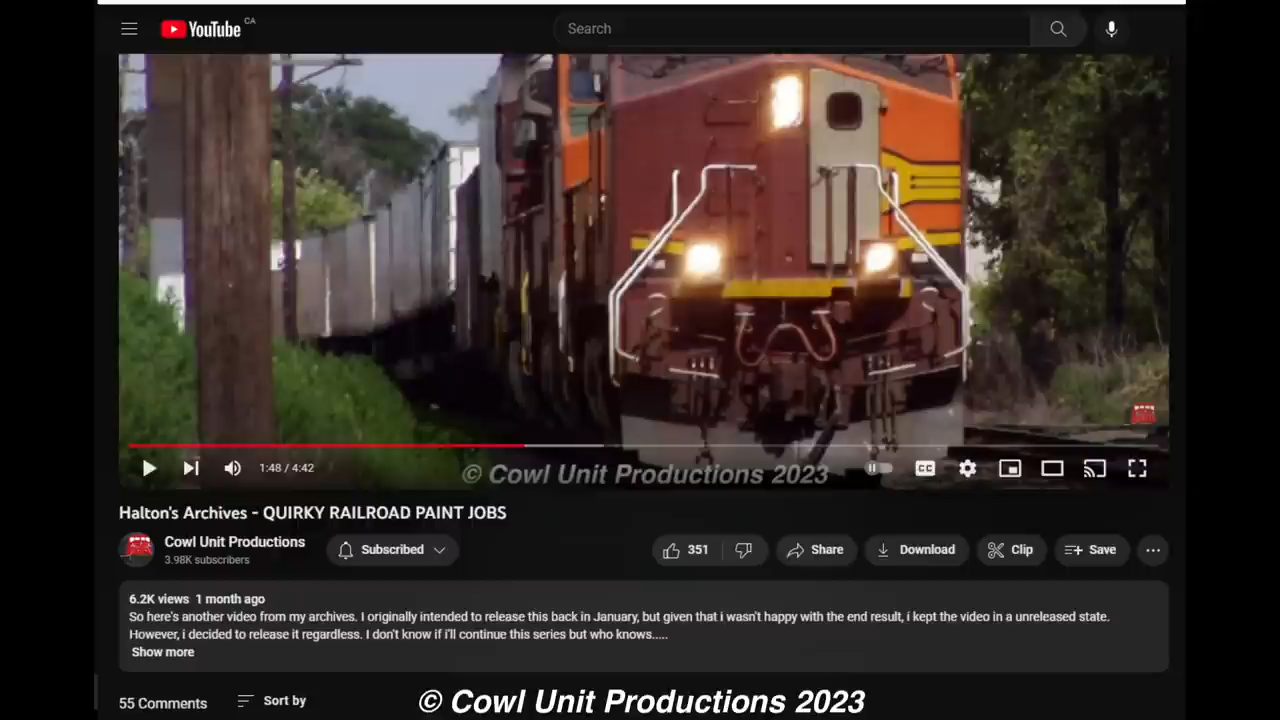 YouTube CA
Search
1:48 / 4:42
CC
© Cowl Unit Productions 2023
Halton's Archives - QUIRKY RAILROAD PAINT JOBS
Cowl Unit Productions
3.98K subscribers
Subscribed
351
Share
Download
Clip
Save
6.2K views 1 month ago
So here's another video from my archives. I originally intended to release this back in January, but given that i wasn't happy with the end result, i kept the video in a unreleased state.
However, i decided to release it regardless. I don't know if i'll continue this series but who knows.....
Show more
55 Comments
Sort by
© Cowl Unit Productions 2023